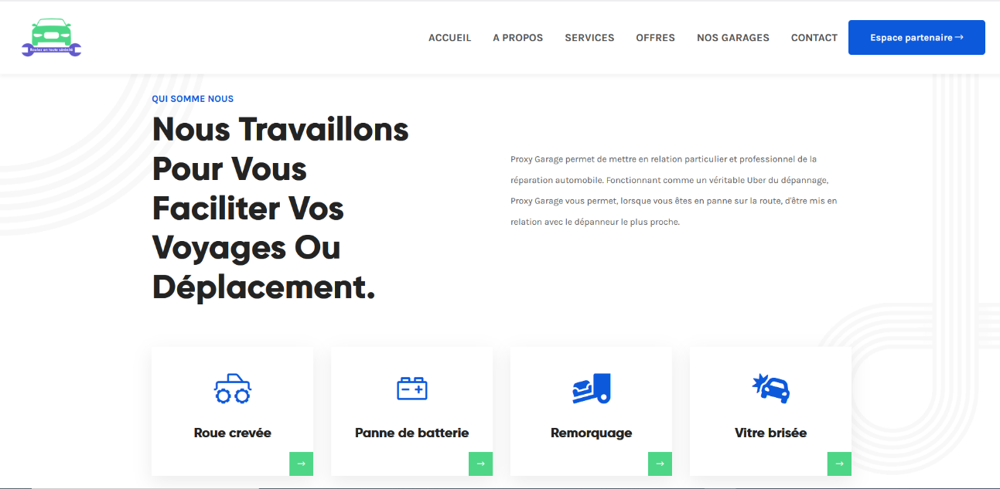 Roulez en toute sérénité
ACCUEIL A PROPOS SERVICES OFFRES NOS GARAGES CONTACT Espace partenaire →
QUI SOMME NOUS
Nous Travaillons
Pour Vous
Faciliter Vos
Voyages Ou
Déplacement.
Proxy Garage permet de mettre en relation particulier et professionnel de la
réparation automobile. Fonctionnant comme un véritable Uber du dépannage,
Proxy Garage vous permet, lorsque vous êtes en panne sur la route, d'être mis en
relation avec le dépanneur le plus proche.
Roue crevée
→
Panne de batterie
→
Remorquage
→
Vitre brisée
→